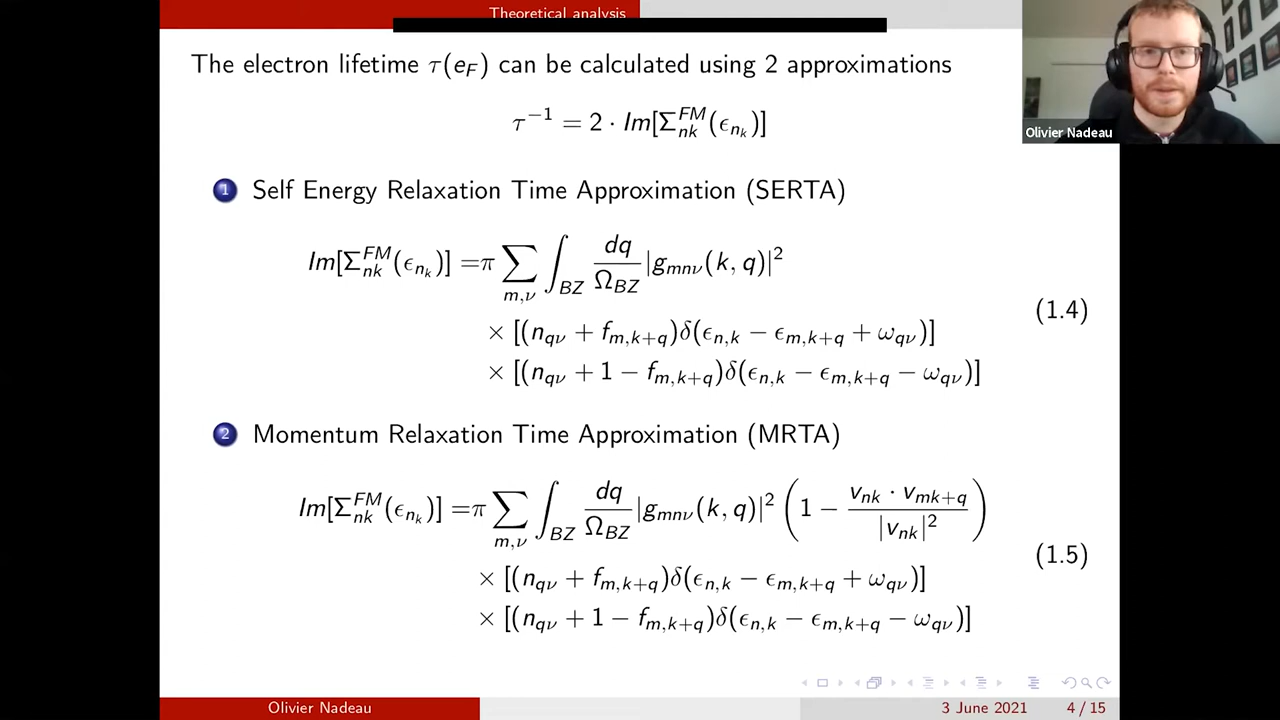 Theoretical analysis
The electron lifetime τ(e_F) can be calculated using 2 approximations
τ^{−1} = 2 · Im[Σ^{FM}_{nk}(ϵ_{n_k})]
Olivier Nadeau
1 Self Energy Relaxation Time Approximation (SERTA)
Im[Σ^{FM}_{nk}(ϵ_{n_k})] =π ∑_{m,ν} ∫_{BZ} dq/Ω_{BZ} |g_{mnν}(k, q)|^2
× [(n_{qν} + f_{m,k+q})δ(ϵ_{n,k} − ϵ_{m,k+q} + ω_{qν})]
(1.4)
× [(n_{qν} + 1 − f_{m,k+q})δ(ϵ_{n,k} − ϵ_{m,k+q} − ω_{qν})]
2 Momentum Relaxation Time Approximation (MRTA)
Im[Σ^{FM}_{nk}(ϵ_{n_k})] =π ∑_{m,ν} ∫_{BZ} dq/Ω_{BZ} |g_{mnν}(k, q)|^2 (1 − v_{nk} · v_{mk+q}/|v_{nk}|^2)
(1.5)
× [(n_{qν} + f_{m,k+q})δ(ϵ_{n,k} − ϵ_{m,k+q} + ω_{qν})]
× [(n_{qν} + 1 − f_{m,k+q})δ(ϵ_{n,k} − ϵ_{m,k+q} − ω_{qν})]
Olivier Nadeau 3 June 2021 4 / 15